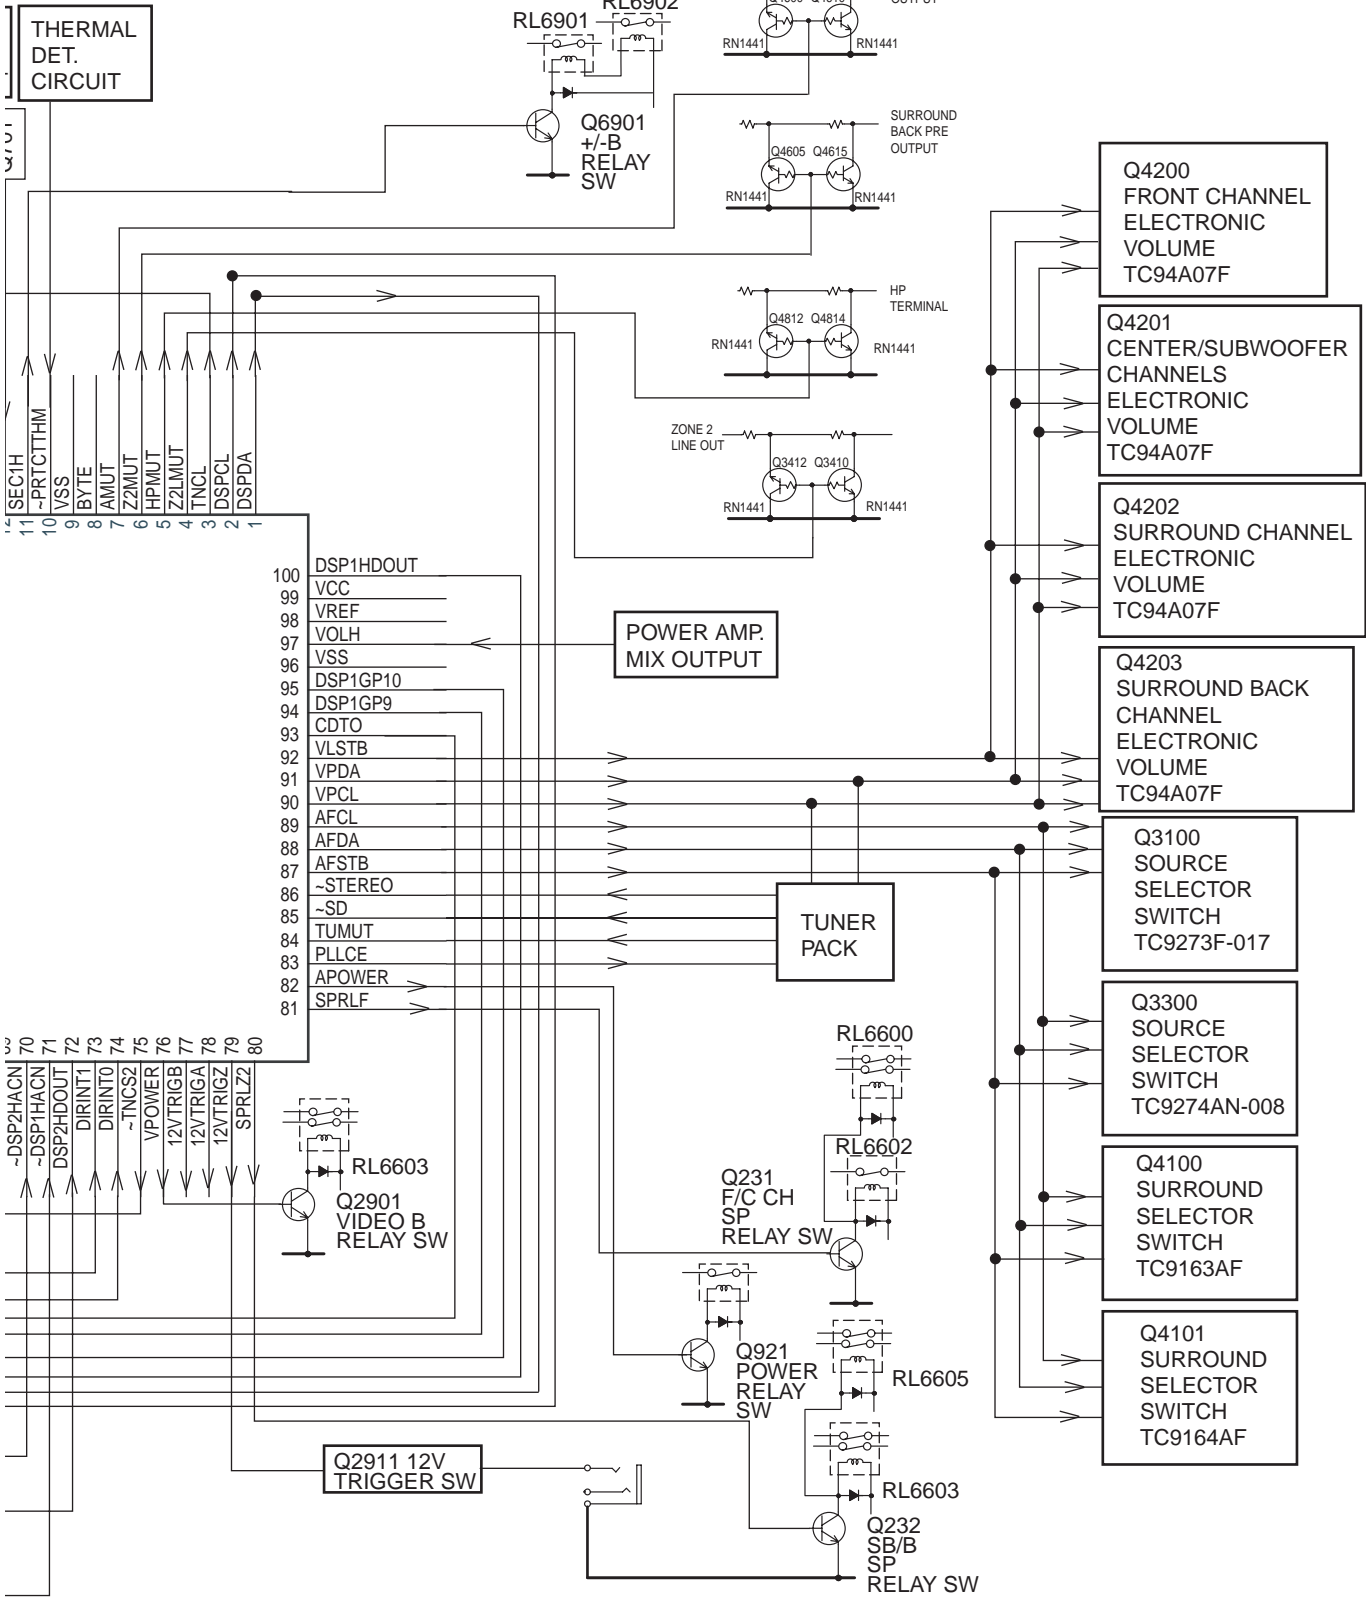 THERMAL
DET.
CIRCUIT
RL6901
RL6902
RN1441
RN1441
Q6901
+/-B
RELAY
SW
SURROUND
BACK PRE
OUTPUT
Q4605
Q4615
RN1441
RN1441
HP
TERMINAL
Q4812
Q4814
RN1441
RN1441
ZONE 2
LINE OUT
Q3412
Q3410
RN1441
RN1441
Q4200
FRONT CHANNEL
ELECTRONIC
VOLUME
TC94A07F
Q4201
CENTER/SUBWOOFER
CHANNELS
ELECTRONIC
VOLUME
TC94A07F
Q4202
SURROUND CHANNEL
ELECTRONIC
VOLUME
TC94A07F
Q4203
SURROUND BACK
CHANNEL
ELECTRONIC
VOLUME
TC94A07F
Q3100
SOURCE
SELECTOR
SWITCH
TC9273F-017
Q3300
SOURCE
SELECTOR
SWITCH
TC9274AN-008
Q4100
SURROUND
SELECTOR
SWITCH
TC9163AF
Q4101
SURROUND
SELECTOR
SWITCH
TC9164AF
SEC1H
~PRTCTTHM
VSS
BYTE
AMUT
Z2MUT
HPMUT
Z2LMUT
TNCL
DSPCL
DSPDA
11
10
9
8
7
6
5
4
3
2
1
100 DSP1HDOUT
99 VCC
98 VREF
97 VOLH
96 VSS
95 DSP1GP10
94 DSP1GP9
93 CDTO
92 VLSTB
91 VPDA
90 VPCL
89 AFCL
88 AFDA
87 AFSTB
86 ~STEREO
85 ~SD
84 TUMUT
83 PLLCE
82 APOWER
81 SPRLF
POWER AMP.
MIX OUTPUT
TUNER
PACK
70
71
72
73
74
75
76
77
78
79
80
~DSP2HACN
~DSP1HACN
DSP2HDOUT
DIRINT1
DIRINT0
~TNCS2
VPOWER
12VTRIGB
12VTRIGA
12VTRIGZ
SPRLZ2
RL6603
Q2901
VIDEO B
RELAY SW
RL6600
RL6602
Q231
F/C CH
SP
RELAY SW
Q921
POWER
RELAY
SW
RL6605
RL6603
Q232
SB/B
SP
RELAY SW
Q2911 12V
TRIGGER SW